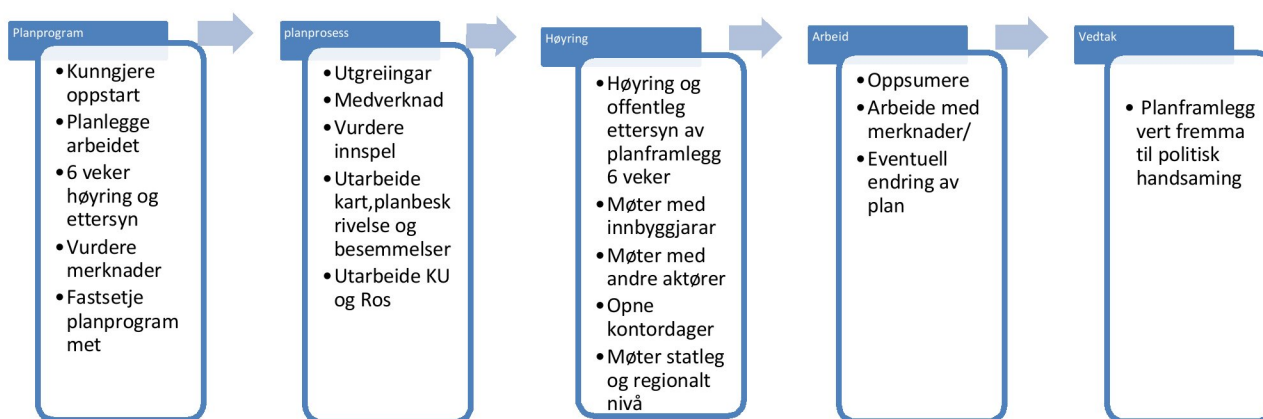 Planprogram
•Kunngjere
oppstart
•Planlegge
arbeidet
•6 veker
høyring og
ettersyn
•Vurdere
merknader
•Fastsetje
planprogram
met
planprosess
•Utgreiingar
•Medverknad
•Vurdere
innspel
•Utarbeide
kart,planbesk
rivelse og
besemmelser
•Utarbeide KU
og Ros
Høyring
•Høyring og
offentleg
ettersyn av
planframlegg
6 veker
•Møter med
innbyggjarar
•Møter med
andre aktører
•Opne
kontordager
•Møter statleg
og regionalt
nivå
Arbeid
•Oppsumere
•Arbeide med
merknader/
•Eventuell
endring av
plan
Vedtak
• Planframlegg
vert fremma
til politisk
handsaming